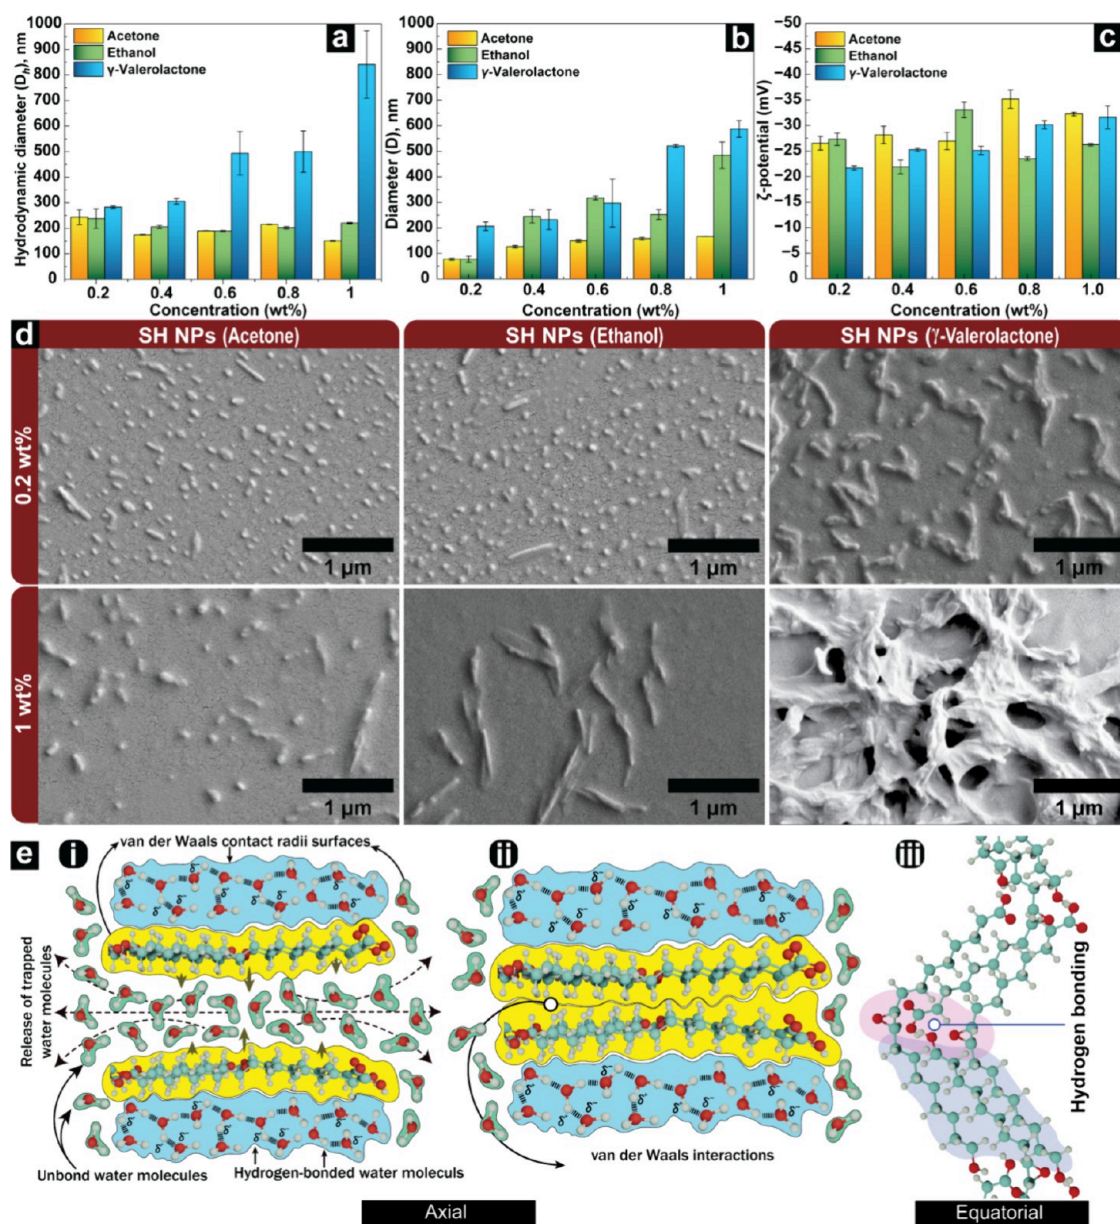 a
Acetone
Ethanol
γ-Valerolactone
Hydrodynamic diameter (Dh), nm
1000
900
800
700
600
500
400
300
200
100
0
0.2 0.4 0.6 0.8 1
Concentration (wt%)
b
Acetone
Ethanol
γ-Valerolactone
Diameter (D), nm
1000
900
800
700
600
500
400
300
200
100
0
0.2 0.4 0.6 0.8 1
Concentration (wt%)
c
Acetone
Ethanol
γ-Valerolactone
ζ-potential (mV)
−50
−45
−40
−35
−30
−25
−20
−15
−10
−5
0
0.2 0.4 0.6 0.8 1.0
Concentration (wt%)
d
SH NPs (Acetone)
SH NPs (Ethanol)
SH NPs (γ-Valerolactone)
0.2 wt%
1 µm
1 µm
1 µm
1 wt%
1 µm
1 µm
1 µm
e
i
van der Waals contact radii surfaces
δ− δ− δ− δ−
δ+ δ− δ+ δ−
Release of trapped
water molecules
δ− δ− δ−
δ− δ+ δ−
Unbond water molecules
Hydrogen-bonded water moleculs
ii
δ− δ− δ− δ−
δ+ δ− δ+ δ−
δ− δ− δ−
δ− δ+ δ−
van der Waals interactions
iii
Hydrogen bonding
Axial
Equatorial